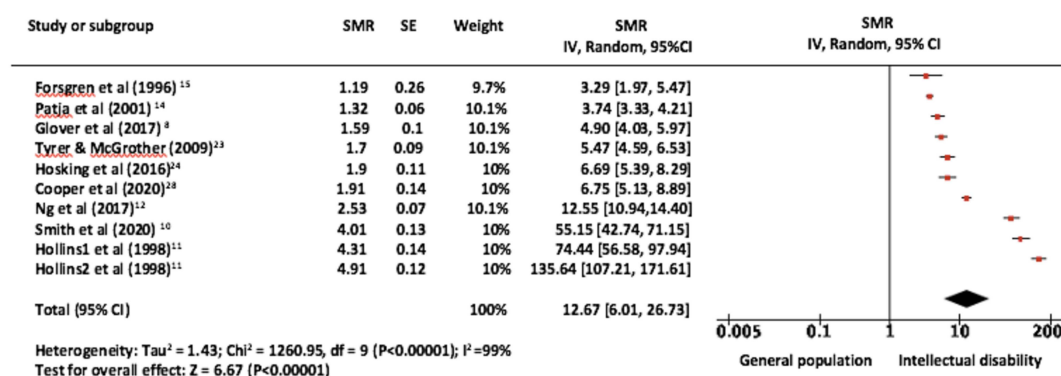 Study or subgroup SMR SE Weight SMR SMR
IV, Random, 95%CI IV, Random, 95% CI
Forsgren et al (1996) ¹⁵ 1.19 0.26 9.7% 3.29 [1.97, 5.47]
Patja et al (2001) ¹⁴ 1.32 0.06 10.1% 3.74 [3.33, 4.21]
Glover et al (2017) ⁸ 1.59 0.1 10.1% 4.90 [4.03, 5.97]
Tyrer & McGrother (2009)²³ 1.7 0.09 10.1% 5.47 [4.59, 6.53]
Hosking et al (2016)²⁴ 1.9 0.11 10% 6.69 [5.39, 8.29]
Cooper et al (2020)²⁸ 1.91 0.14 10% 6.75 [5.13, 8.89]
Ng et al (2017)¹² 2.53 0.07 10.1% 12.55 [10.94,14.40]
Smith et al (2020) ¹⁰ 4.01 0.13 10% 55.15 [42.74, 71.15]
Hollins1 et al (1998)¹¹ 4.31 0.14 10% 74.44 [56.58, 97.94]
Hollins2 et al (1998)¹¹ 4.91 0.12 10% 135.64 [107.21, 171.61]
Total (95% CI) 100% 12.67 [6.01, 26.73]
0.005 0.1 1 10 200
Heterogeneity: Tau² = 1.43; Chi² = 1260.95, df = 9 (P<0.00001); I²=99%
General population Intellectual disability
Test for overall effect: Z = 6.67 (P<0.00001)